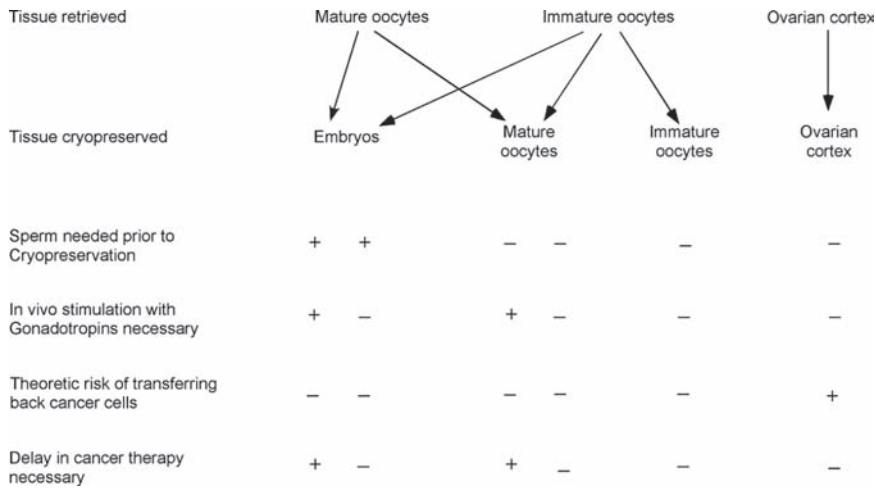 Tissue retrieved Mature oocytes Immature oocytes Ovarian cortex
Tissue cryopreserved Embryos Mature oocytes Immature oocytes Ovarian cortex
Sperm needed prior to
Cryopreservation + + – – – –
In vivo stimulation with
Gonadotropins necessary + – + – – –
Theoretic risk of transferring
back cancer cells – – – – – +
Delay in cancer therapy
necessary + – + – – –